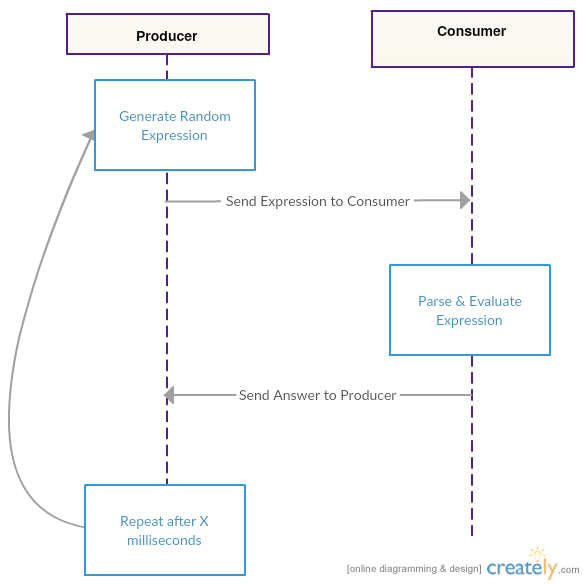 Producer
Consumer
Generate Random
Expression
Send Expression to Consumer
Parse & Evaluate
Expression
Send Answer to Producer
Repeat after X
milliseconds
[online diagramming & design] creately.com